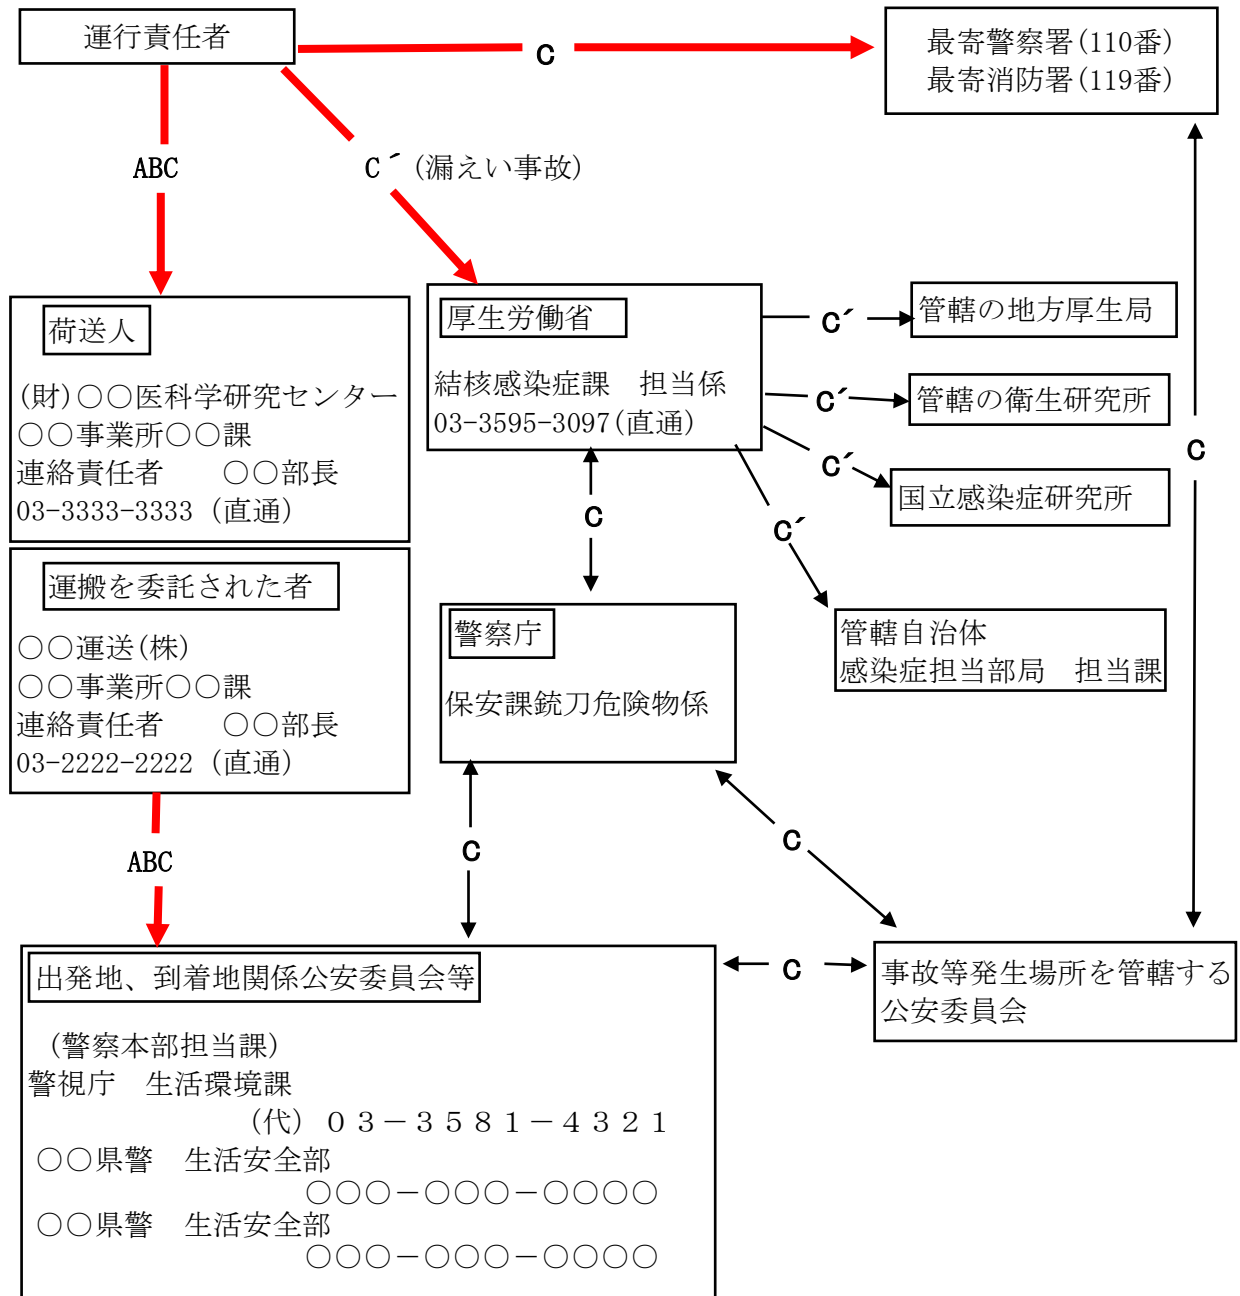 運行責任者
C
最寄警察署(110番)
最寄消防署(119番)
ABC
C´(漏えい事故)
荷送人
(財)○○医科学研究センター
○○事業所○○課
連絡責任者　　○○部長
03-3333-3333 (直通)
厚生労働省
結核感染症課　担当係
03-3595-3097(直通)
C´
管轄の地方厚生局
C´
管轄の衛生研究所
C´
国立感染症研究所
C´
管轄自治体
感染症担当部局　担当課
C
C
運搬を委託された者
○○運送(株)
○○事業所○○課
連絡責任者　　○○部長
03-2222-2222 (直通)
警察庁
保安課銃刀危険物係
ABC
C
C
出発地、到着地関係公安委員会等
(警察本部担当課)
警視庁　生活環境課
(代) ０３－３５８１－４３２１
○○県警　生活安全部
○○○－○○○－○○○○
○○県警　生活安全部
○○○－○○○－○○○○
C
事故等発生場所を管轄する
公安委員会